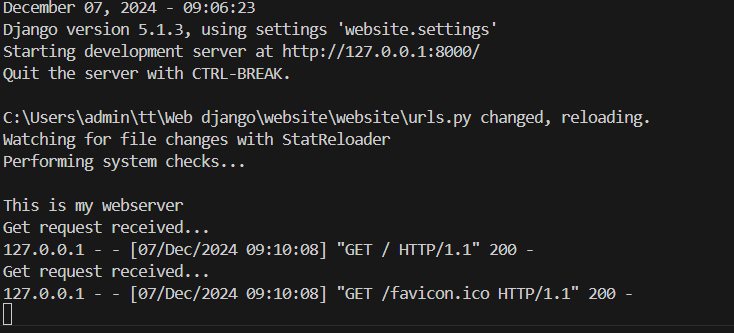 December 07, 2024 - 09:06:23
Django version 5.1.3, using settings 'website.settings'
Starting development server at http://127.0.0.1:8000/
Quit the server with CTRL-BREAK.
C:\Users\admin\tt\Web django\website\website\urls.py changed, reloading.
Watching for file changes with StatReloader
Performing system checks...
This is my webserver
Get request received...
127.0.0.1 - - [07/Dec/2024 09:10:08] "GET / HTTP/1.1" 200 -
Get request received...
127.0.0.1 - - [07/Dec/2024 09:10:08] "GET /favicon.ico HTTP/1.1" 200 -